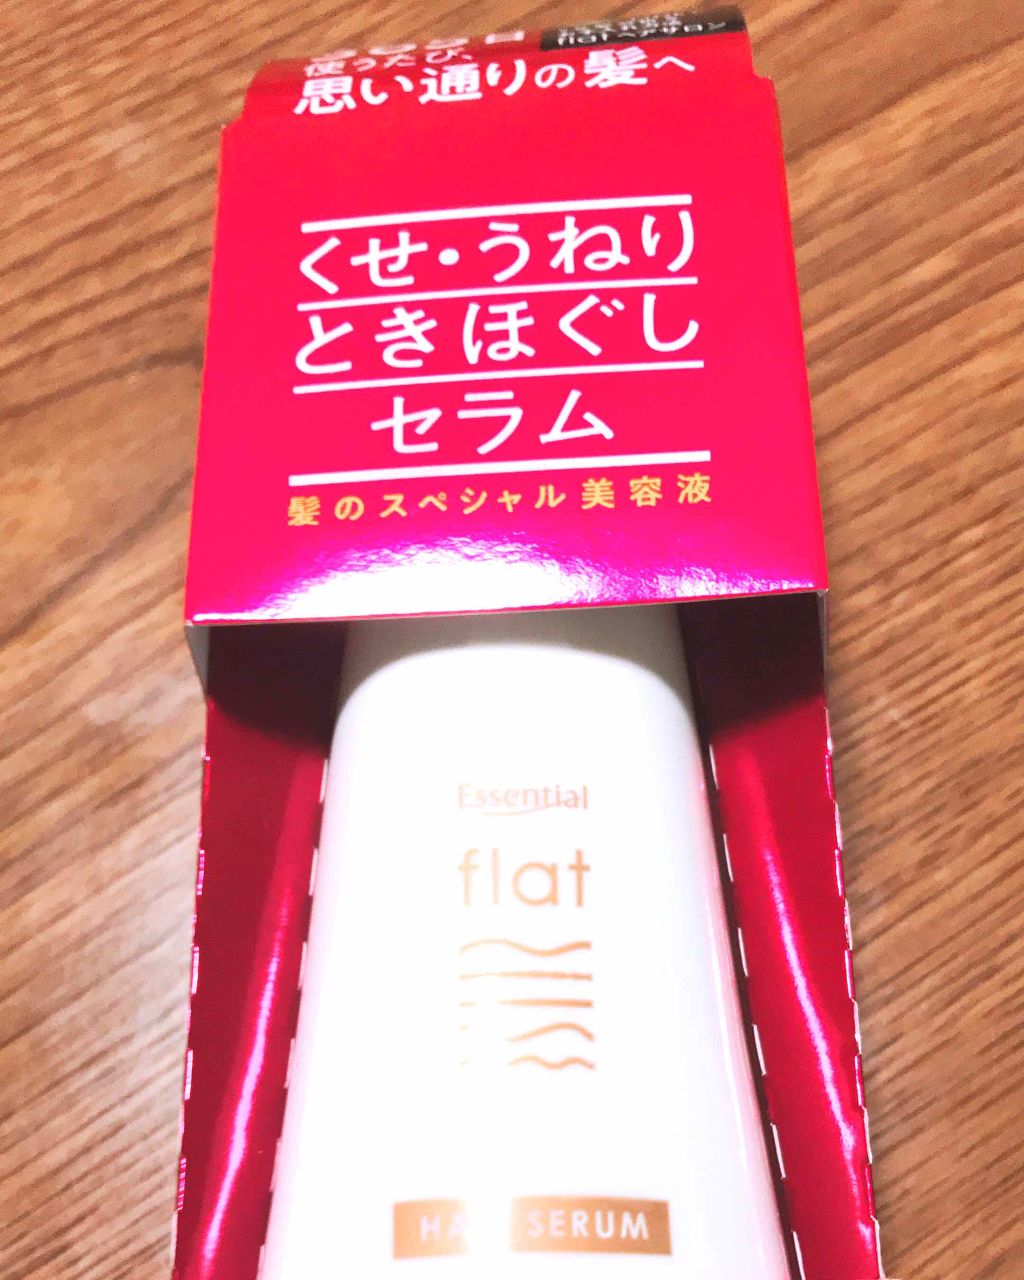 使うたび、
思い通りの髪へ
くせ・うねり
ときほぐし
セラム
髪のスペシャル美容液
Essential
flat
SERUM